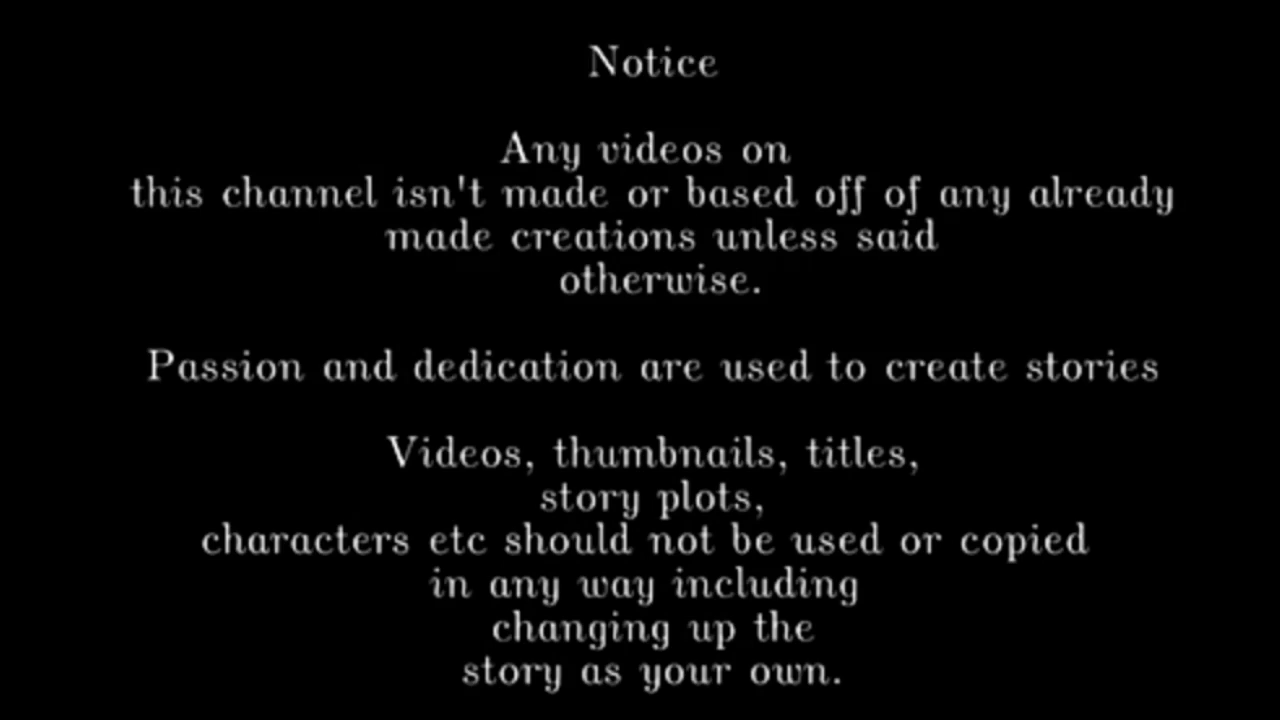 Notice
Any videos on
this channel isn't made or based off of any already
made creations unless said
otherwise.
Passion and dedication are used to create stories
Videos, thumbnails, titles,
story plots,
characters etc should not be used or copied
in any way including
changing up the
story as your own.